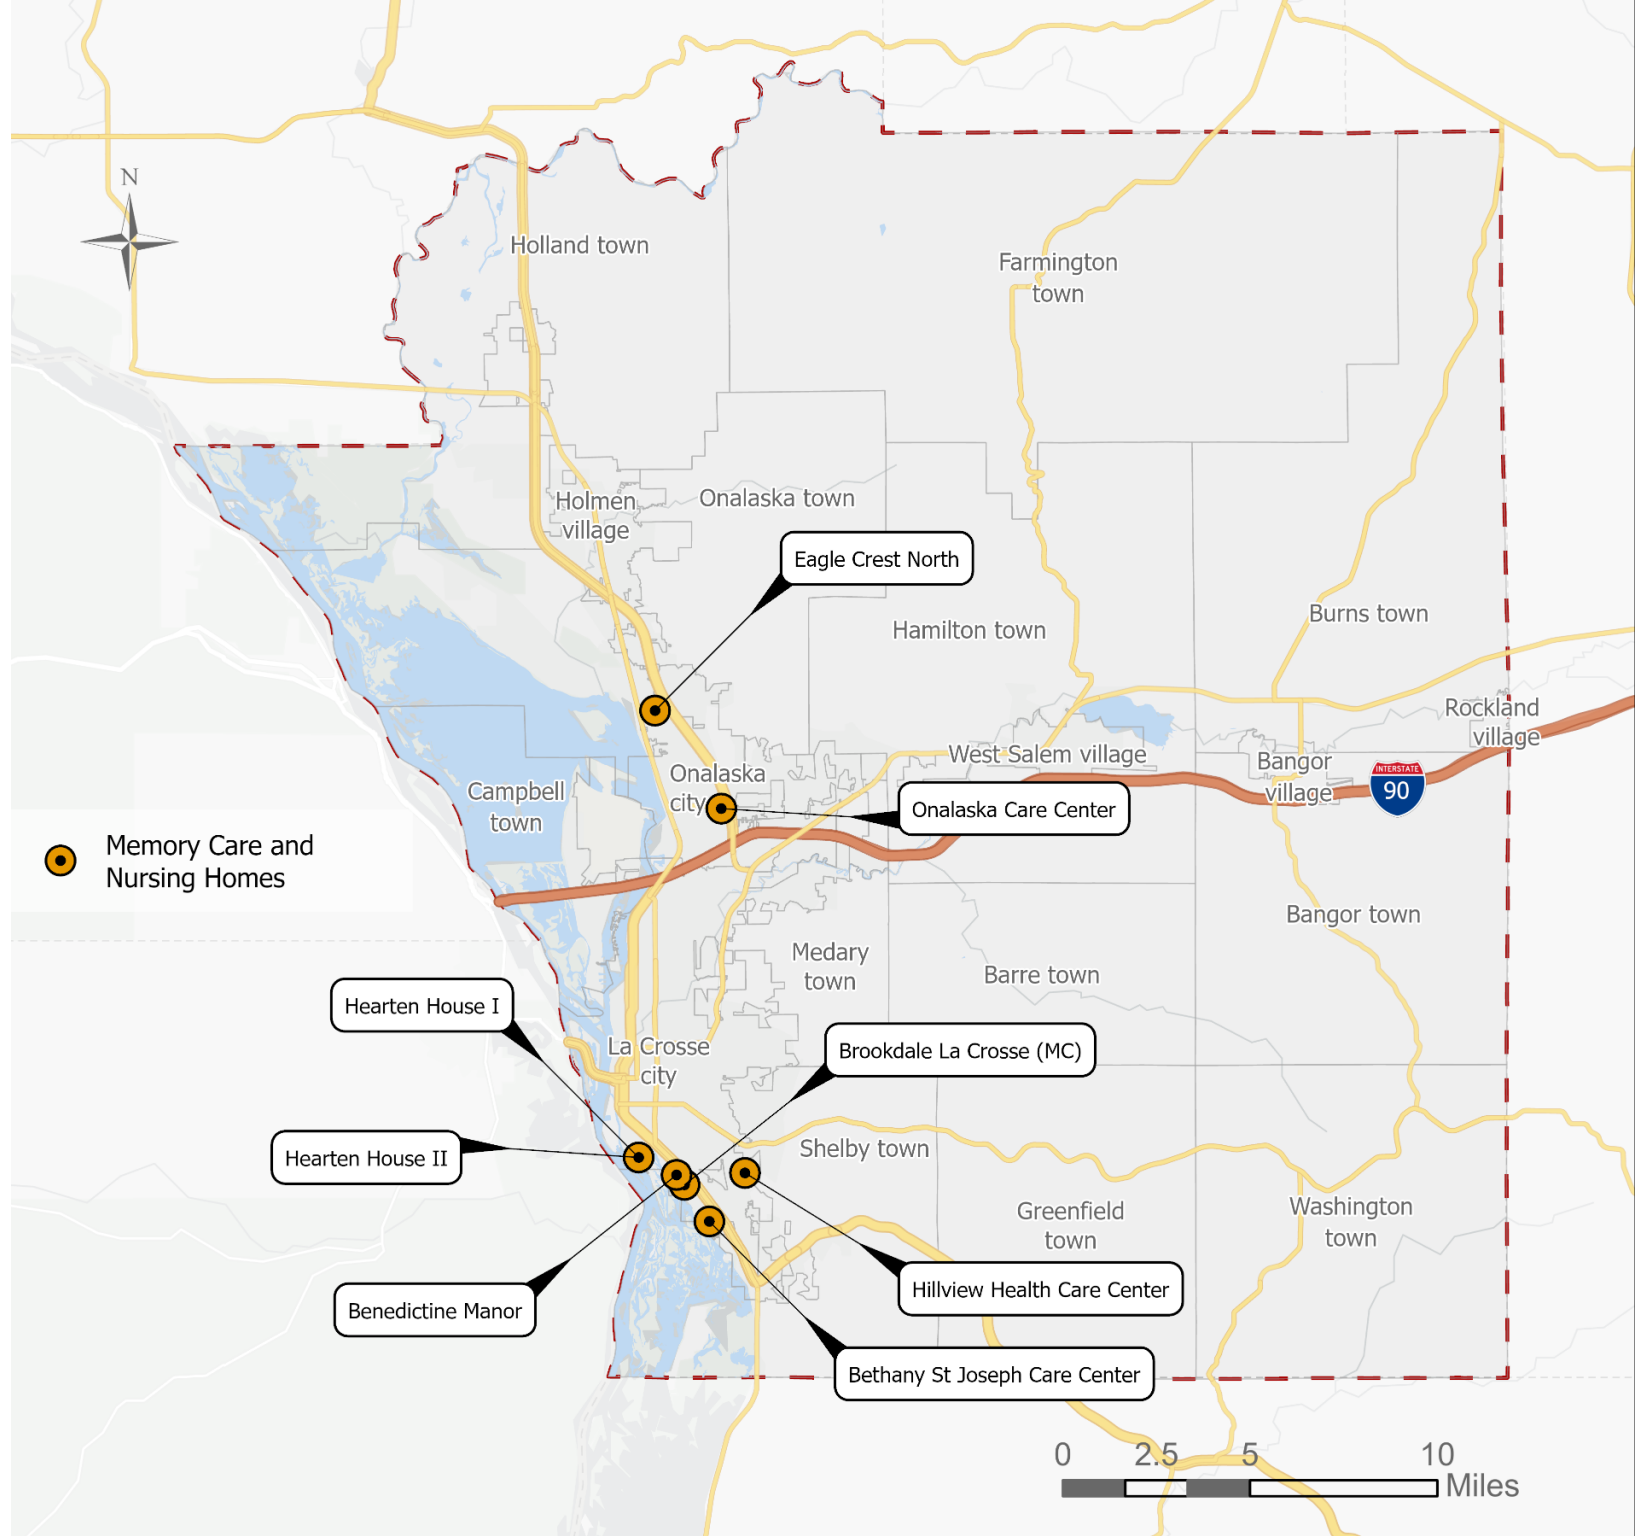 N
Holland town
Farmington
town
Holmen
village
Onalaska town
Eagle Crest North
Hamilton town
Burns town
Rockland
village
West Salem village
Bangor
village
Onalaska
city
Campbell
town
INTERSTATE
90
Onalaska Care Center
Memory Care and
Nursing Homes
Bangor town
Medary
town
Barre town
Hearten House I
La Crosse
city
Brookdale La Crosse (MC)
Hearten House II
Shelby town
Greenfield
town
Washington
town
Benedictine Manor
Hillview Health Care Center
Bethany St Joseph Care Center
0 2.5 5 10
Miles